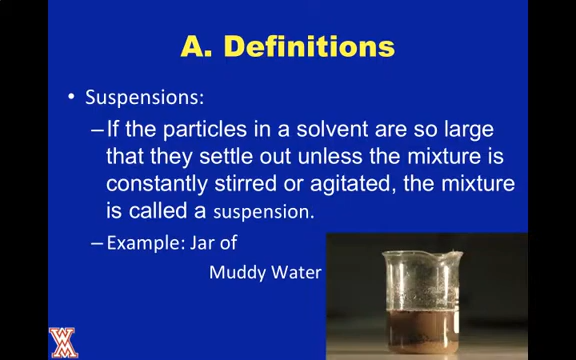 A. Definitions
• Suspensions:
–If the particles in a solvent are so large
that they settle out unless the mixture is
constantly stirred or agitated, the mixture
is called a suspension.
– Example: Jar of
Muddy Water